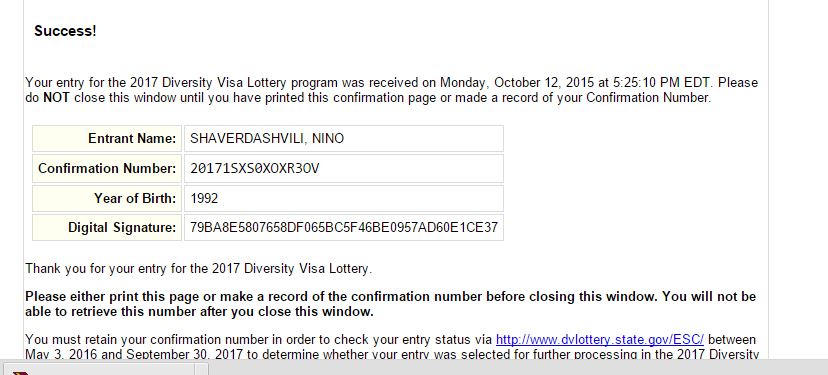 Success!
Your entry for the 2017 Diversity Visa Lottery program was received on Monday, October 12, 2015 at 5:25:10 PM EDT. Please
do NOT close this window until you have printed this confirmation page or made a record of your Confirmation Number.
Entrant Name: SHAVERDASHVILI, NINO
Confirmation Number: 20171SXS0XOXR3OV
Year of Birth: 1992
Digital Signature: 79BA8E5807658DF065BC5F46BE0957AD60E1CE37
Thank you for your entry for the 2017 Diversity Visa Lottery.
Please either print this page or make a record of the confirmation number before closing this window. You will not be
able to retrieve this number after you close this window.
You must retain your confirmation number in order to check your entry status via http://www.dvlottery.state.gov/ESC/ between
May 3, 2016 and September 30, 2017 to determine whether your entry was selected for further processing in the 2017 Diversity